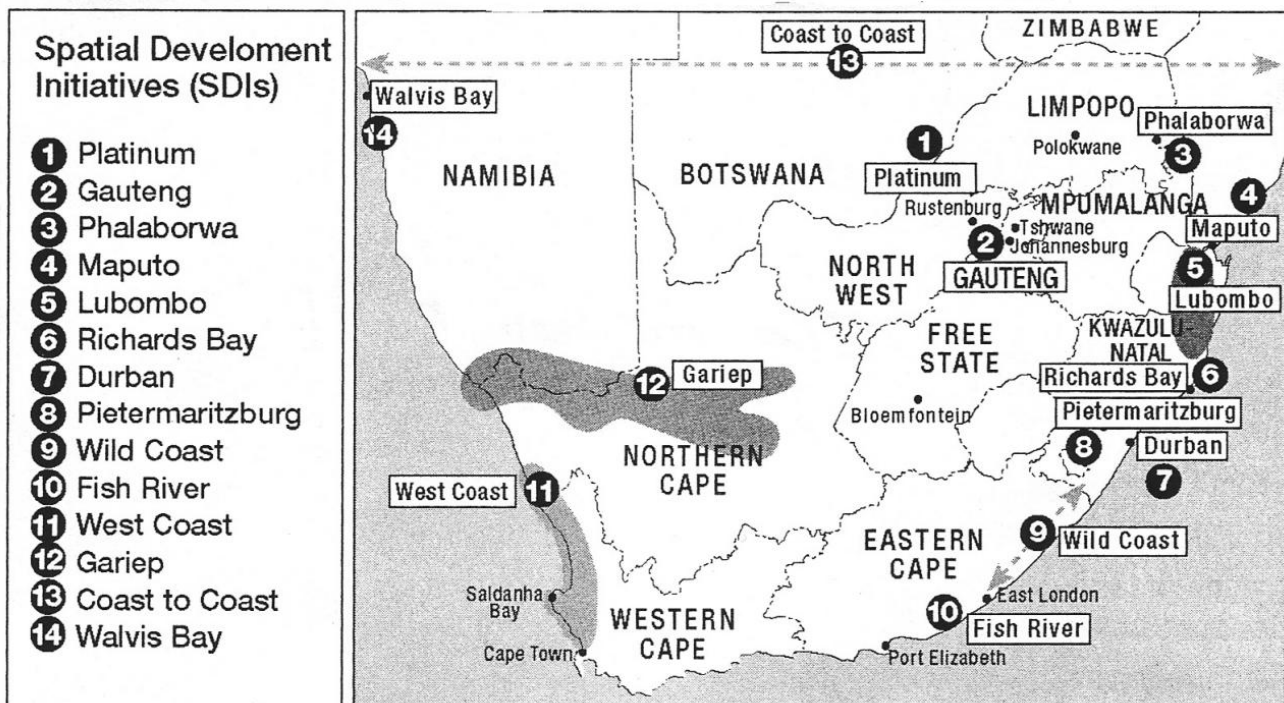 Spatial Develoment
Initiatives (SDIs)
1 Platinum
2 Gauteng
3 Phalaborwa
4 Maputo
5 Lubombo
6 Richards Bay
7 Durban
8 Pietermaritzburg
9 Wild Coast
10 Fish River
11 West Coast
12 Gariep
13 Coast to Coast
14 Walvis Bay
ZIMBABWE
Coast to Coast
13
Walvis Bay
14
LIMPOPO
Phalaborwa
1
Polokwane
3
NAMIBIA
BOTSWANA
Platinum
MPUMALANGA
4
Rustenburg
Tshwane
Maputo
2
Johannesburg
NORTH
WEST
GAUTENG
5
Lubombo
FREE
STATE
KWAZULU-
NATAL
12
Gariep
Richards Bay
6
Bloemfontein
Pietermaritzburg
8
Durban
7
NORTHERN
CAPE
West Coast
11
EASTERN
CAPE
9
Wild Coast
Saldanha
Bay
East London
10
WESTERN
CAPE
Fish River
Cape Town
Port Elizabeth